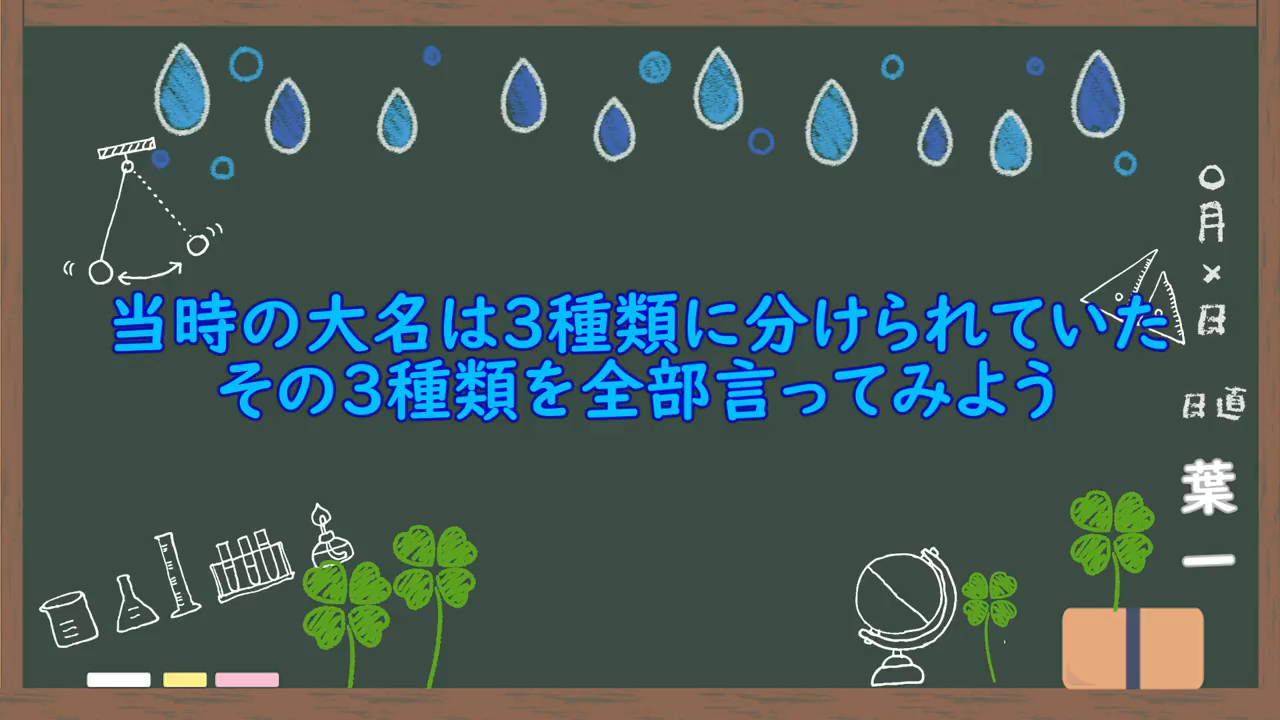 当時の大名は3種類に分けられていた
その3種類を全部言ってみよう
〇月×日
日直
葉一